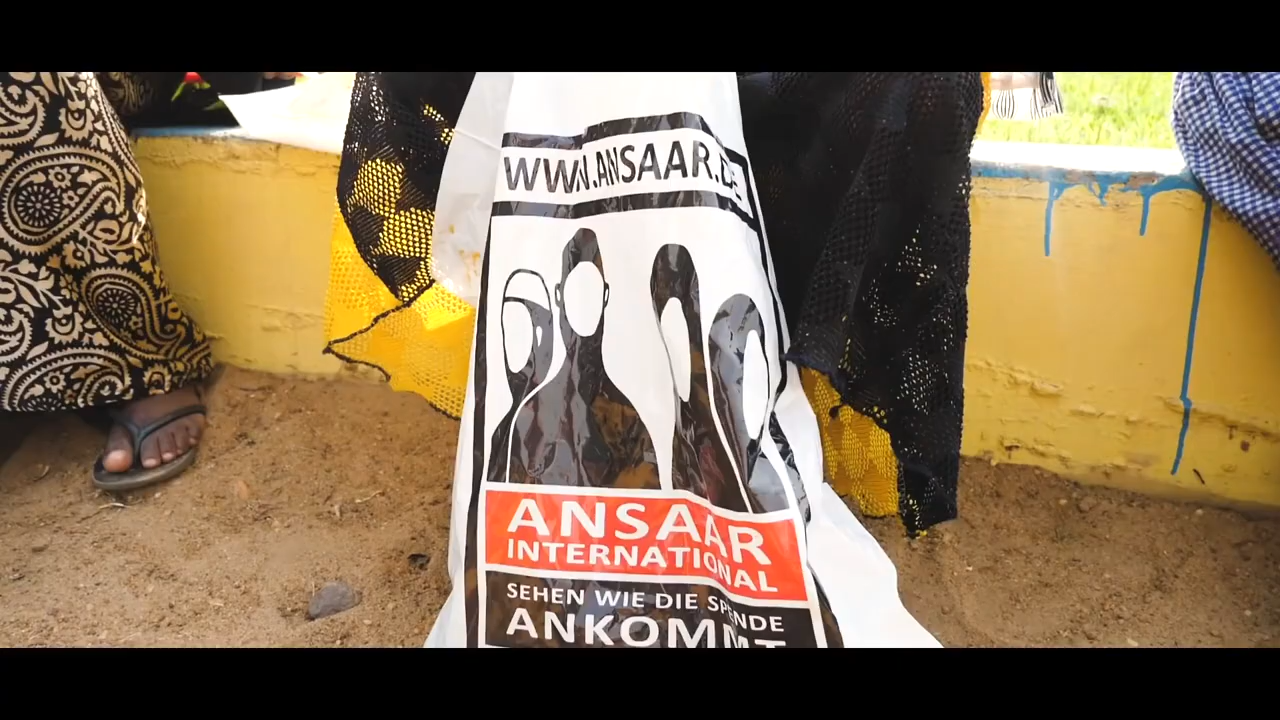 WWW.ANSAAR.DE
ANSAAR
INTERNATIONAL
SEHEN WIE DIE SPENDE
ANKOMMT